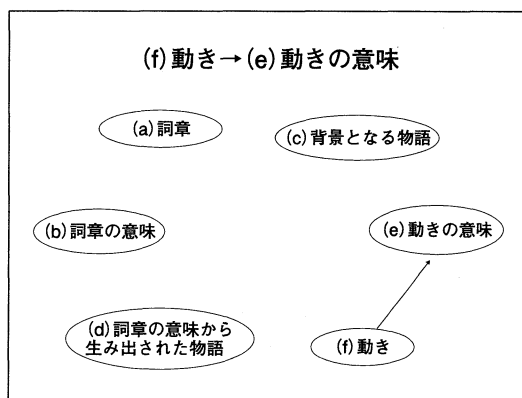 (f)動き→(e)動きの意味
(a)詞章
(c)背景となる物語
(b)詞章の意味
(e)動きの意味
(d)詞章の意味から
生み出された物語
(f)動き